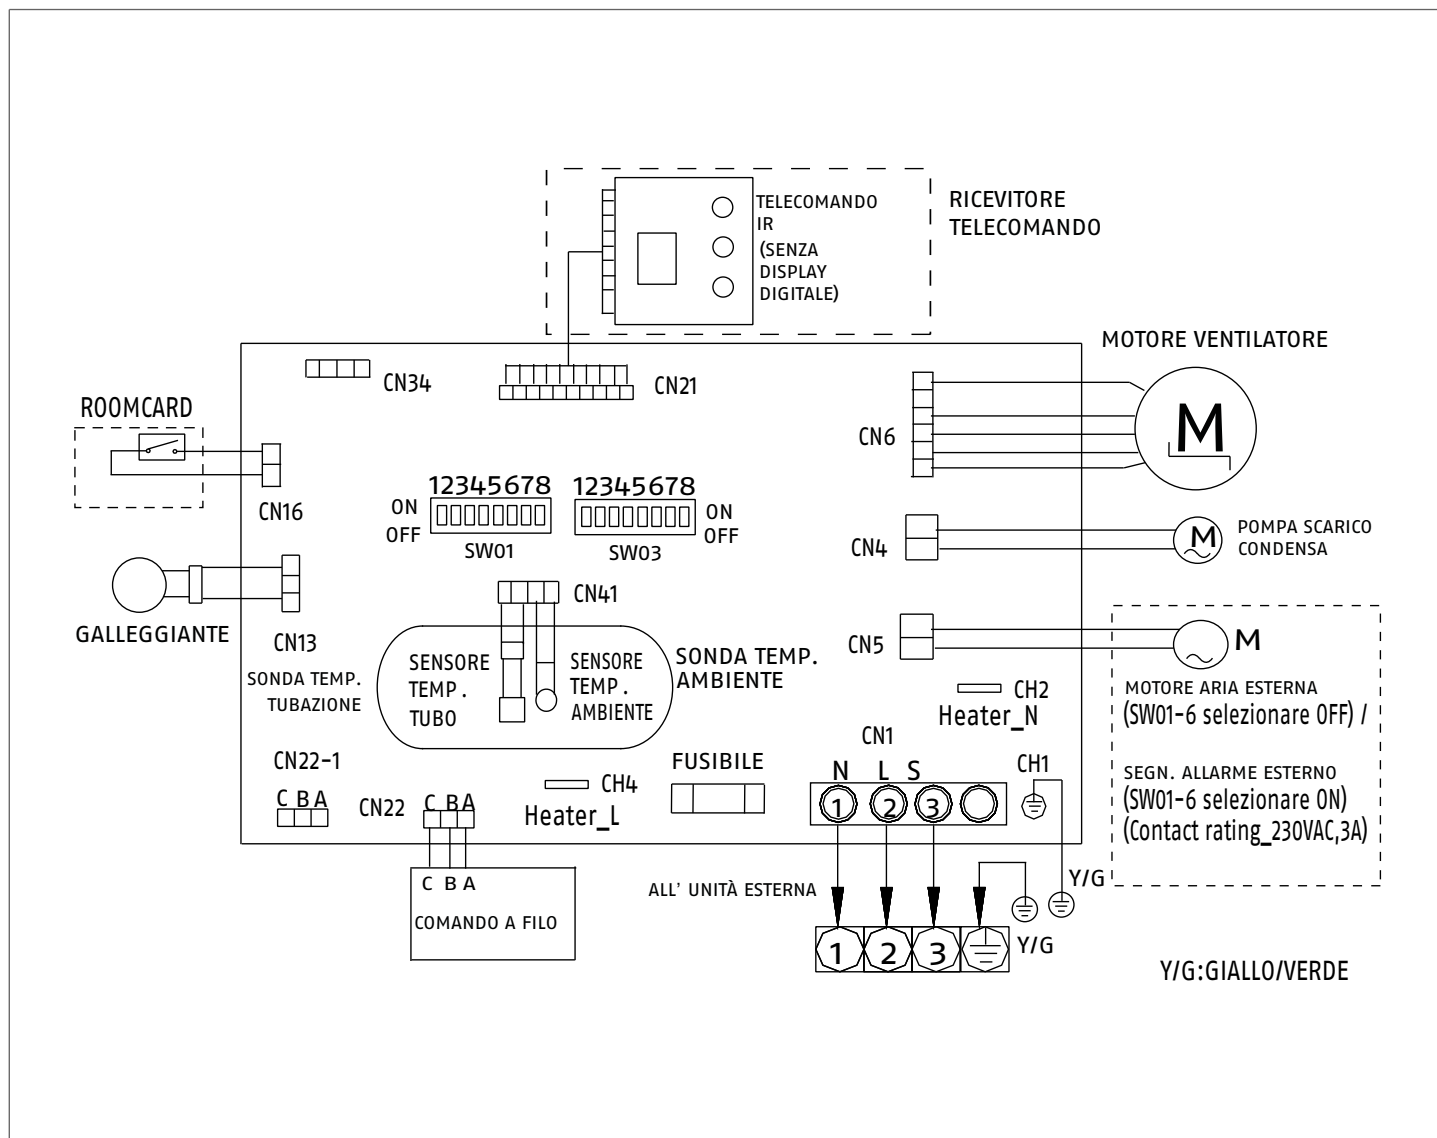 TELECOMANDO
IR
(SENZA
DISPLAY
DIGITALE)
RICEVITORE
TELECOMANDO
MOTORE VENTILATORE
CN34
CN21
ROOMCARD
CN6
M
12345678
12345678
ON
OFF
SW01
ON
OFF
SW03
CN16
CN4
M
POMPA SCARICO
CONDENSA
CN41
GALLEGGIANTE
CN13
CN5
M
SONDA TEMP.
TUBAZIONE
SENSORE
TEMP.
TUBO
SENSORE
TEMP.
AMBIENTE
SONDA TEMP.
AMBIENTE
MOTORE ARIA ESTERNA
(SW01-6 selezionare OFF) /
CH2
Heater_N
CN1
CN22-1
C B A
CN22
C B A
CH4
Heater_L
FUSIBILE
N L S
1 2 3
CH1
SEGN. ALLARME ESTERNO
(SW01-6 selezionare ON)
(Contact rating_230VAC,3A)
C B A
COMANDO A FILO
ALL' UNITÀ ESTERNA
Y/G
1 2 3
Y/G
Y/G:GIALLO/VERDE